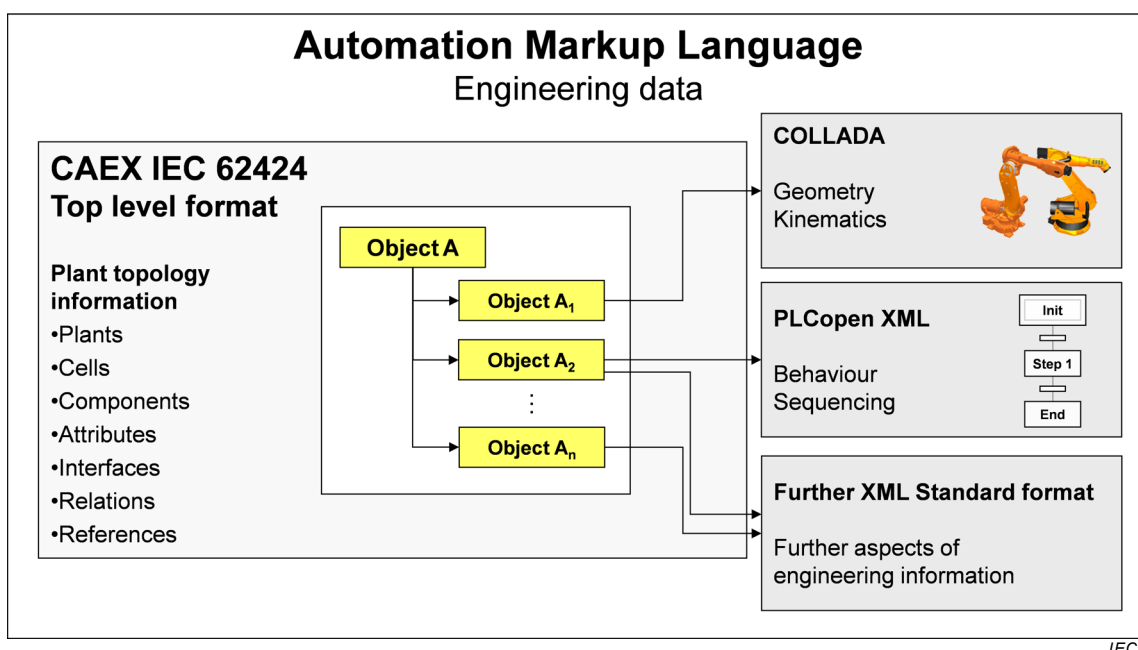 Automation Markup Language
Engineering data
CAEX IEC 62424
Top level format
Plant topology
information
•Plants
•Cells
•Components
•Attributes
•Interfaces
•Relations
•References
Object A
Object A1
Object A2
⋮
Object An
COLLADA
Geometry
Kinematics
PLCopen XML
Behaviour
Sequencing
Init
Step 1
End
Further XML Standard format
Further aspects of
engineering information
IEC